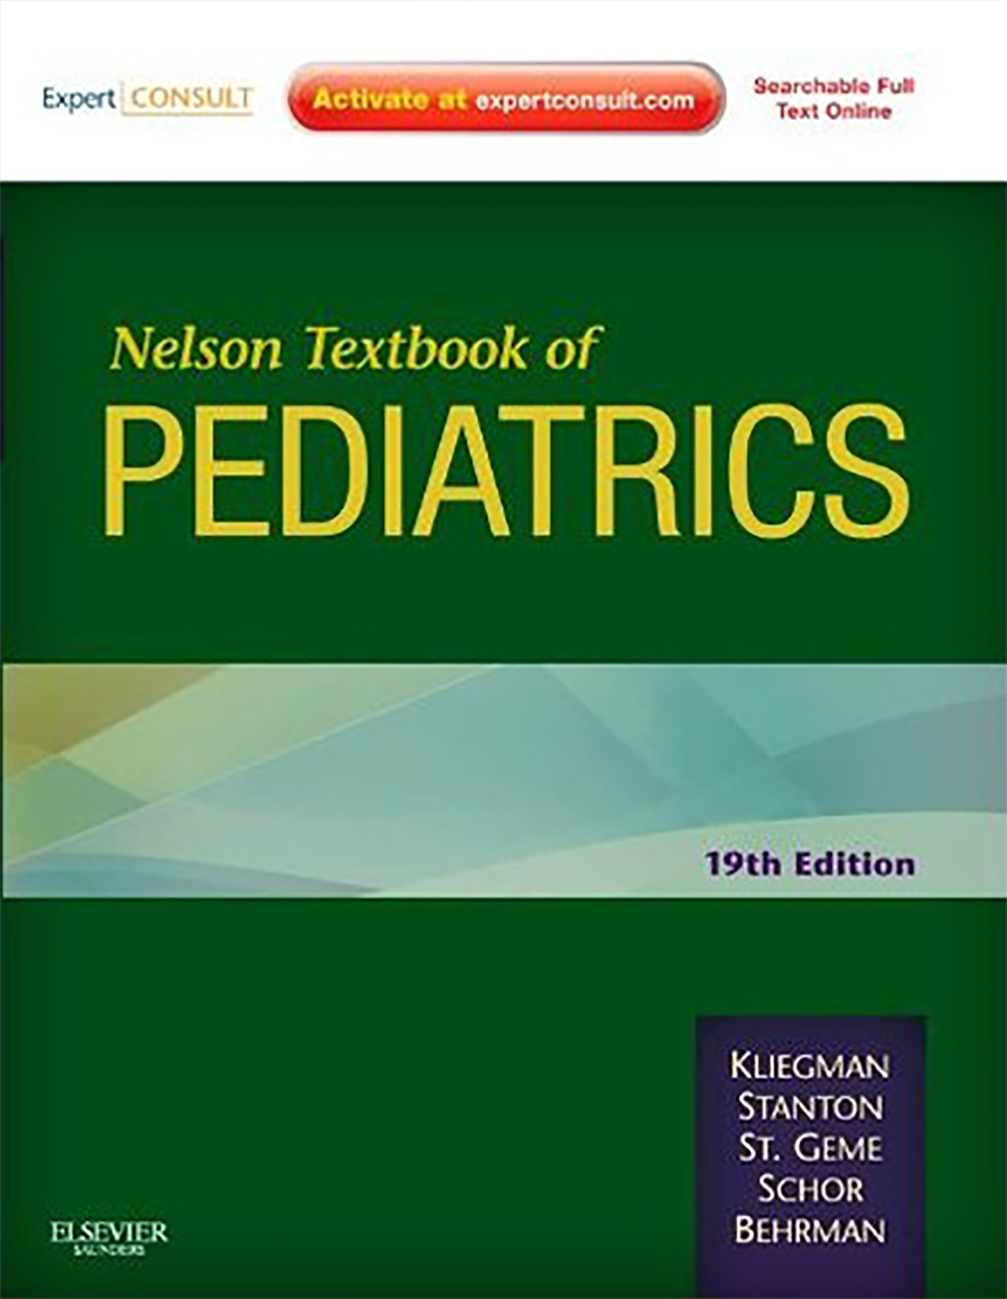 Expert CONSULT
Activate at expertconsult.com
Searchable Full
Text Online
Nelson Textbook of
PEDIATRICS
19th Edition
KLIEGMAN
STANTON
ST. GEME
SCHOR
BEHRMAN
ELSEVIER
SAUNDERS